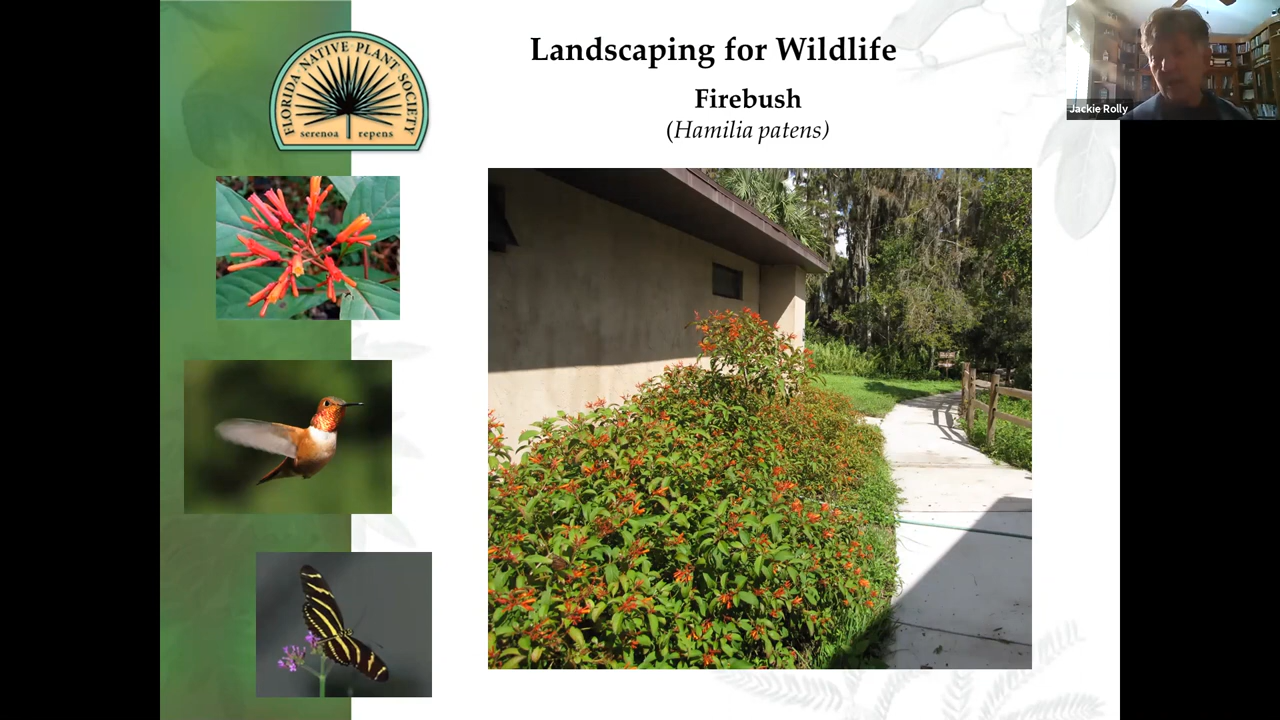 Landscaping for Wildlife
Firebush
(Hamilia patens)
FLORIDA NATIVE PLANT SOCIETY
serenoa repens
Jackie Rolly